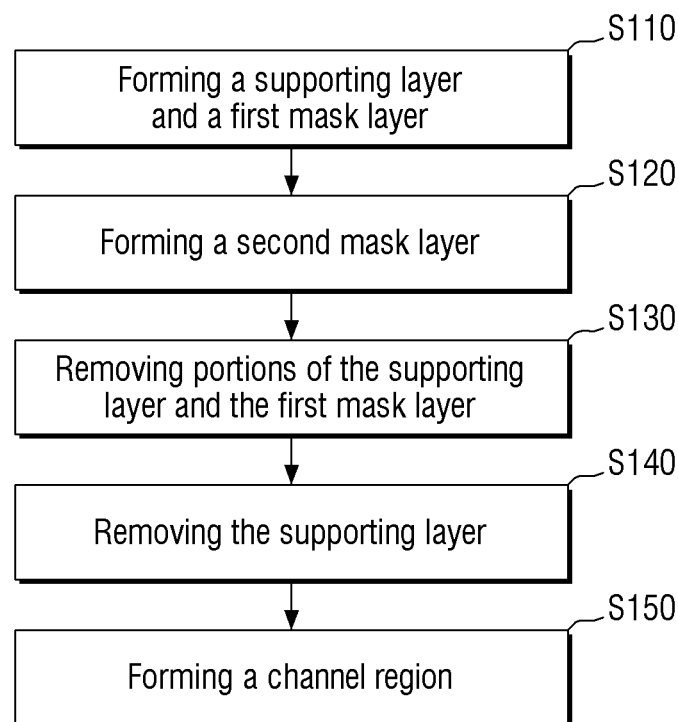 S110
Forming a supporting layer
and a first mask layer
S120
Forming a second mask layer
S130
Removing portions of the supporting
layer and the first mask layer
S140
Removing the supporting layer
S150
Forming a channel region